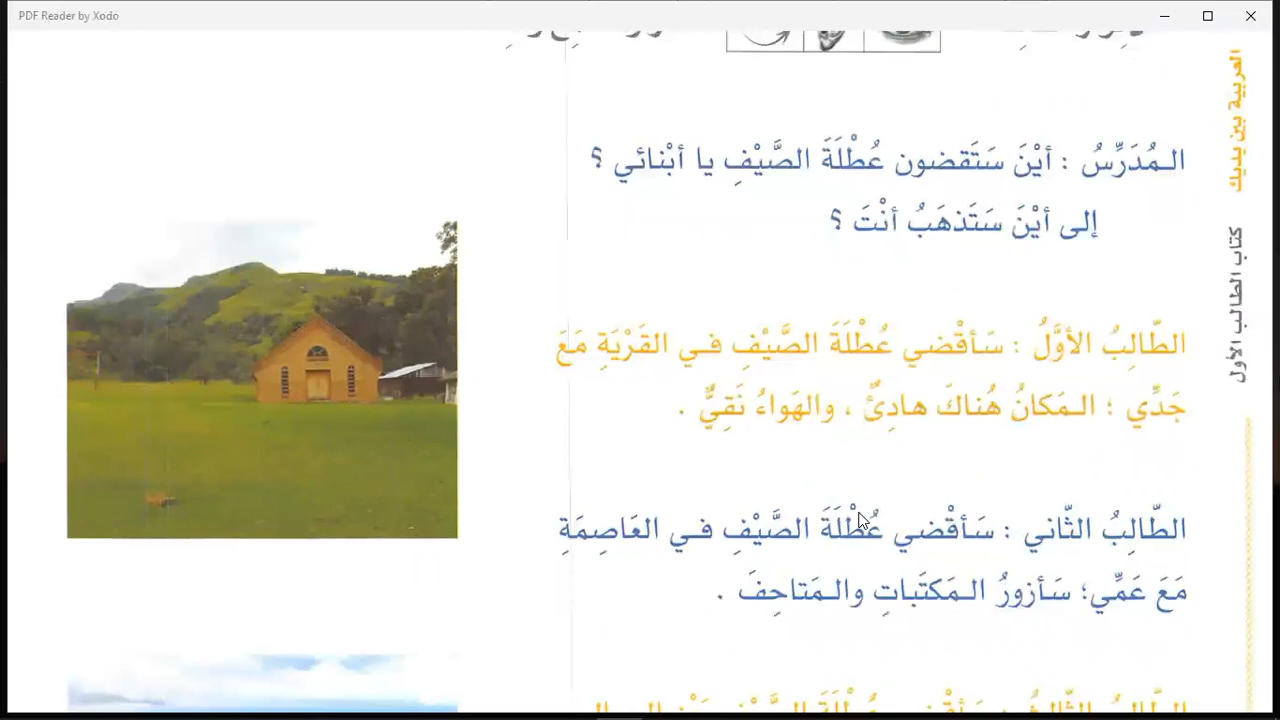 PDF Reader by Xodo
المُدَرِّسُ : أيْنَ سَتَقضون عُطْلَةَ الصَّيْفِ يا أبْنائي ؟
إلى أيْنَ سَتَذهَبُ أنْتَ ؟
الطّالِبُ الأوَّلُ : سَأقْضي عُطْلَةَ الصَّيْفِ في القَرْيَةِ مَعَ
جَدِّي ؛ المَكانُ هُناكَ هادِئٌ ، والهَواءُ نَقِيٌّ .
الطّالِبُ الثّاني : سَأقْضي عُطْلَةَ الصَّيْفِ في العَاصِمَةِ
مَعَ عَمِّي؛ سَأزورُ المَكتَباتِ والمَتاحِفَ .
العربية بين يديك
كتاب الطالب الأول